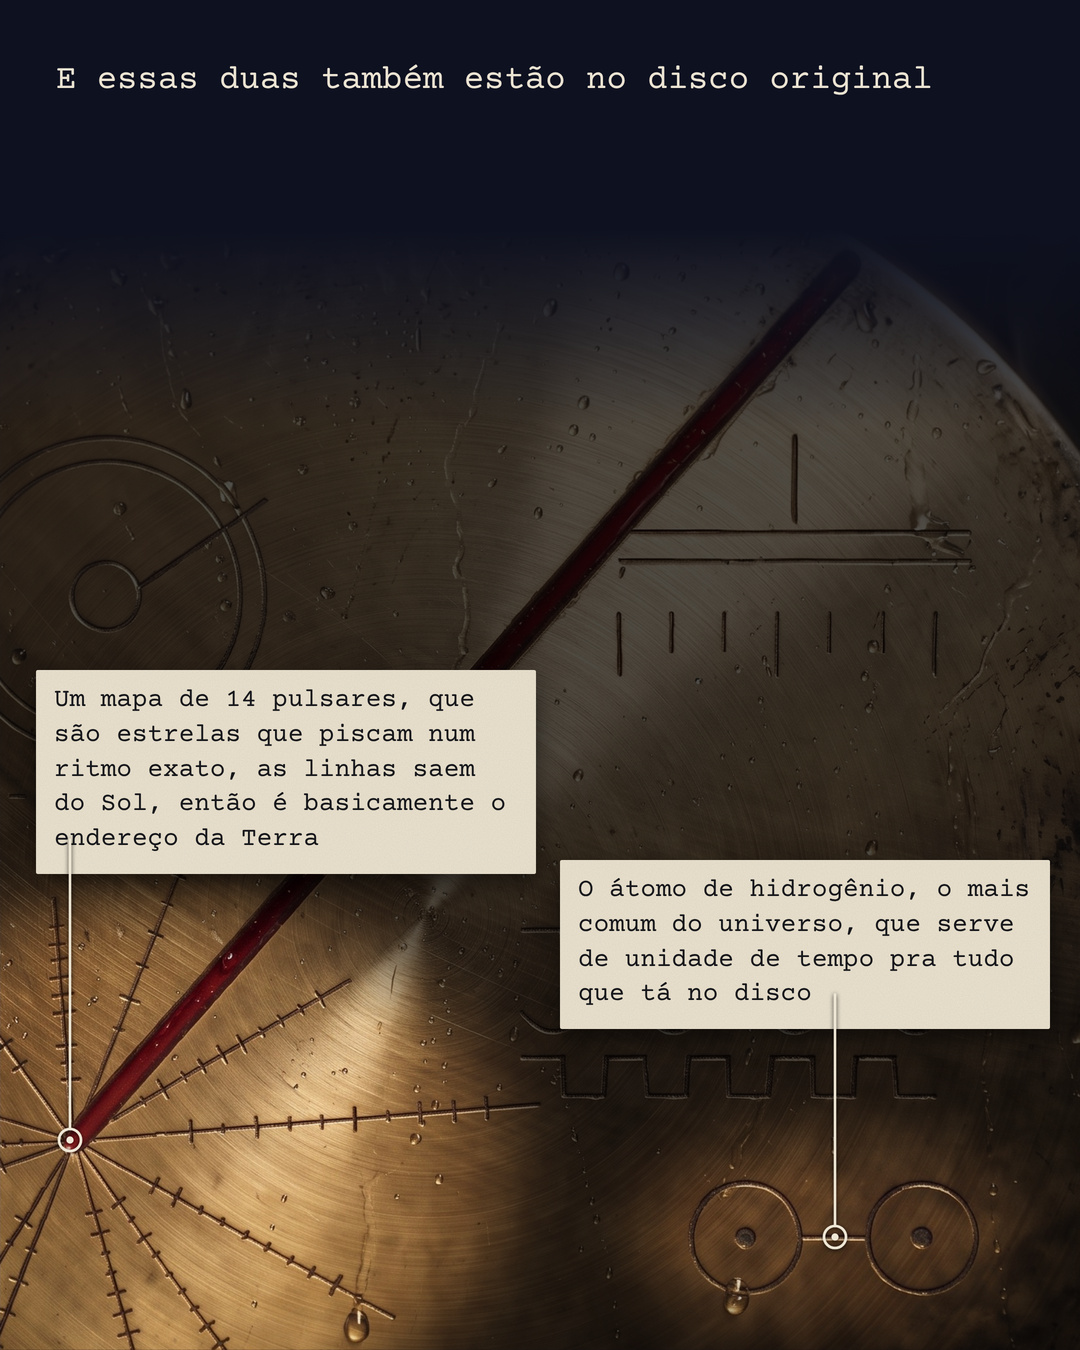 E essas duas também estão no disco original
Um mapa de 14 pulsares, que
são estrelas que piscam num
ritmo exato, as linhas saem
do Sol, então é basicamente o
endereço da Terra
O átomo de hidrogênio, o mais
comum do universo, que serve
de unidade de tempo pra tudo
que tá no disco